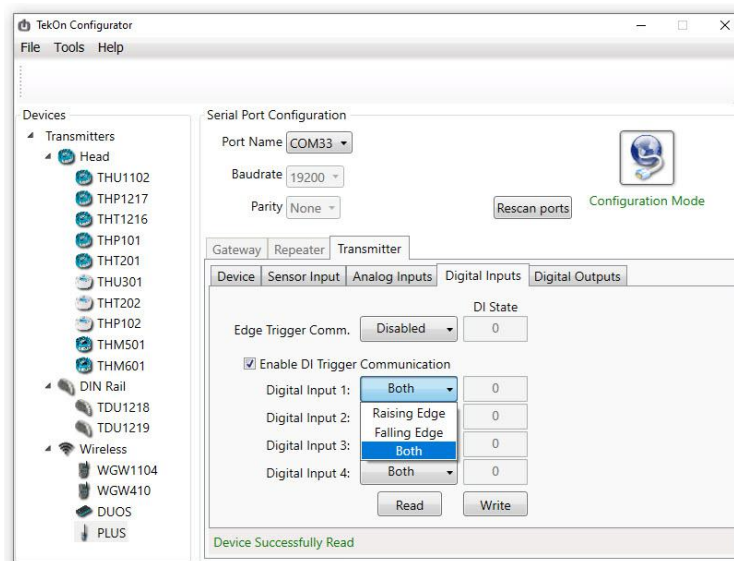 TekOn Configurator
File Tools Help
Devices
Transmitters
Head
THU1102
THP1217
THT1216
THP101
THT201
THU301
THT202
THP102
THM501
THM601
DIN Rail
TDU1218
TDU1219
Wireless
WGW1104
WGW410
DUOS
PLUS
Serial Port Configuration
Port Name COM33
Baudrate 19200
Parity None
Rescan ports
Configuration Mode
Gateway Repeater Transmitter
Device Sensor Input Analog Inputs Digital Inputs Digital Outputs
DI State
Edge Trigger Comm. Disabled 0
Enable DI Trigger Communication
Digital Input 1: Both 0
Digital Input 2: 0
Digital Input 3: 0
Raising Edge
Falling Edge
Both
Digital Input 4: Both 0
Read Write
Device Successfully Read